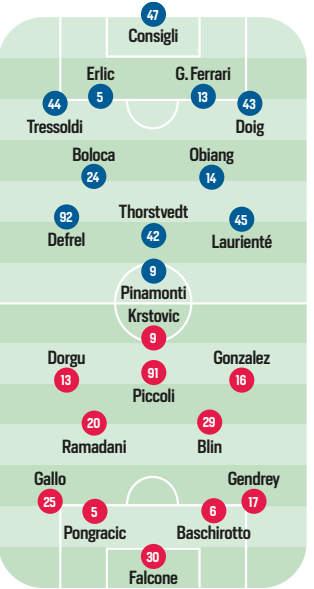 47
Consigli
Erlic
G. Ferrari
5
13
44
43
Tressoldi
Doig
Boloca
Obiang
24
14
92
Thorstvedt
45
Defrel
42
Laurienté
9
Pinamonti
Krstovic
9
Dorgu
Gonzalez
13
91
16
Piccoli
20
29
Ramadani
Blin
Gallo
Gendrey
25
17
5
6
Pongracic
Baschirotto
30
Falcone